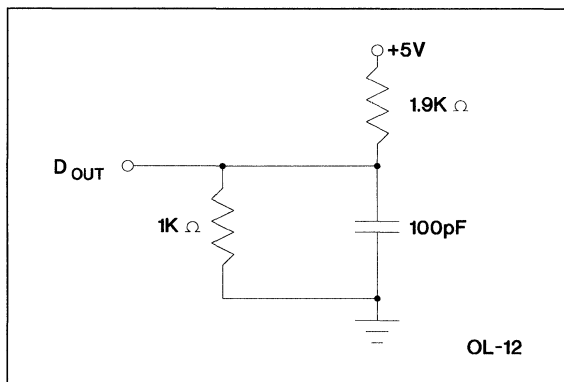 +5V
1.9K Ω
D OUT
1K Ω
100pF
OL-12